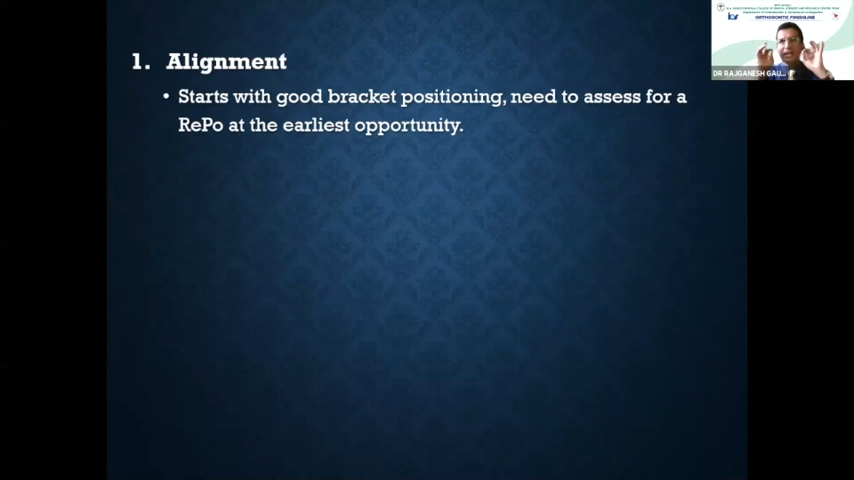 1. Alignment
• Starts with good bracket positioning, need to assess for a
RePo at the earliest opportunity.
ORTHODONTIC FINISHLINE
DR RAJGANESH GAU...